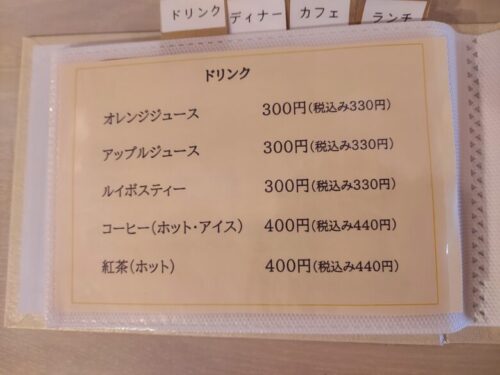 ドリンク ディナー カフェ ランチ
ドリンク
オレンジジュース 300円(税込み330円)
アップルジュース 300円(税込み330円)
ルイボスティー 300円(税込み330円)
コーヒー(ホット・アイス) 400円(税込み440円)
紅茶(ホット) 400円(税込み440円)